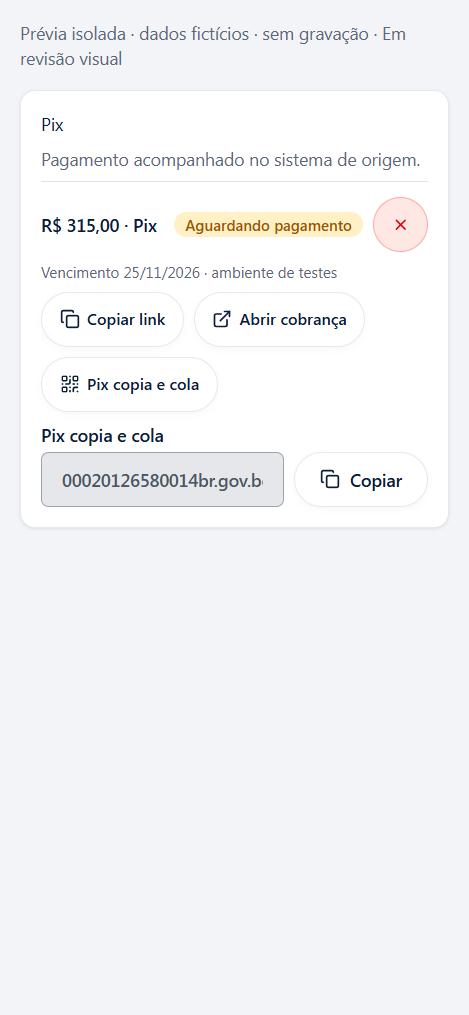 Prévia isolada · dados fictícios · sem gravação · Em
revisão visual
Pix
Pagamento acompanhado no sistema de origem.
R$ 315,00 · Pix
Aguardando pagamento
Vencimento 25/11/2026 · ambiente de testes
Copiar link
Abrir cobrança
Pix copia e cola
Pix copia e cola
00020126580014br.gov.b
Copiar